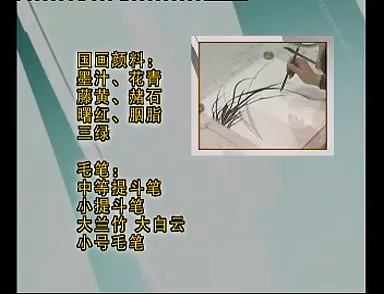 国画颜料：
墨汁、花青
藤黄、赭石
曙红、胭脂
三绿
毛笔：
中等提斗笔
小提斗笔
大兰竹 大白云
小号毛笔